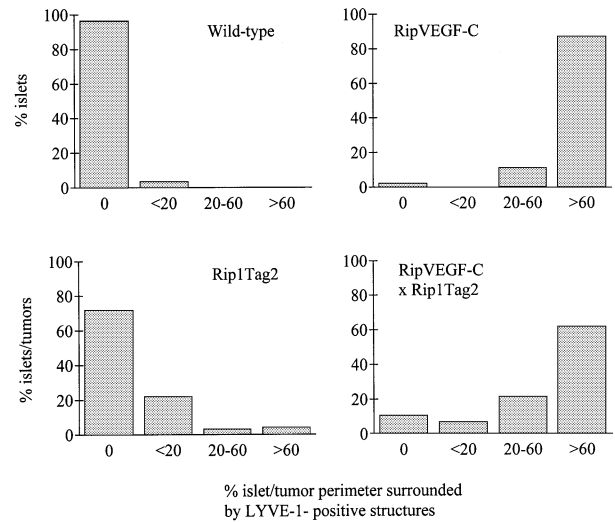 Wild-type
% islets
100
80
60
40
20
0
0 <20 20-60 >60
RipVEGF-C
100
80
60
40
20
0
0 <20 20-60 >60
Rip1Tag2
% islets/tumors
100
80
60
40
20
0
0 <20 20-60 >60
RipVEGF-C
x Rip1Tag2
100
80
60
40
20
0
0 <20 20-60 >60
% islet/tumor perimeter surrounded
by LYVE-1- positive structures